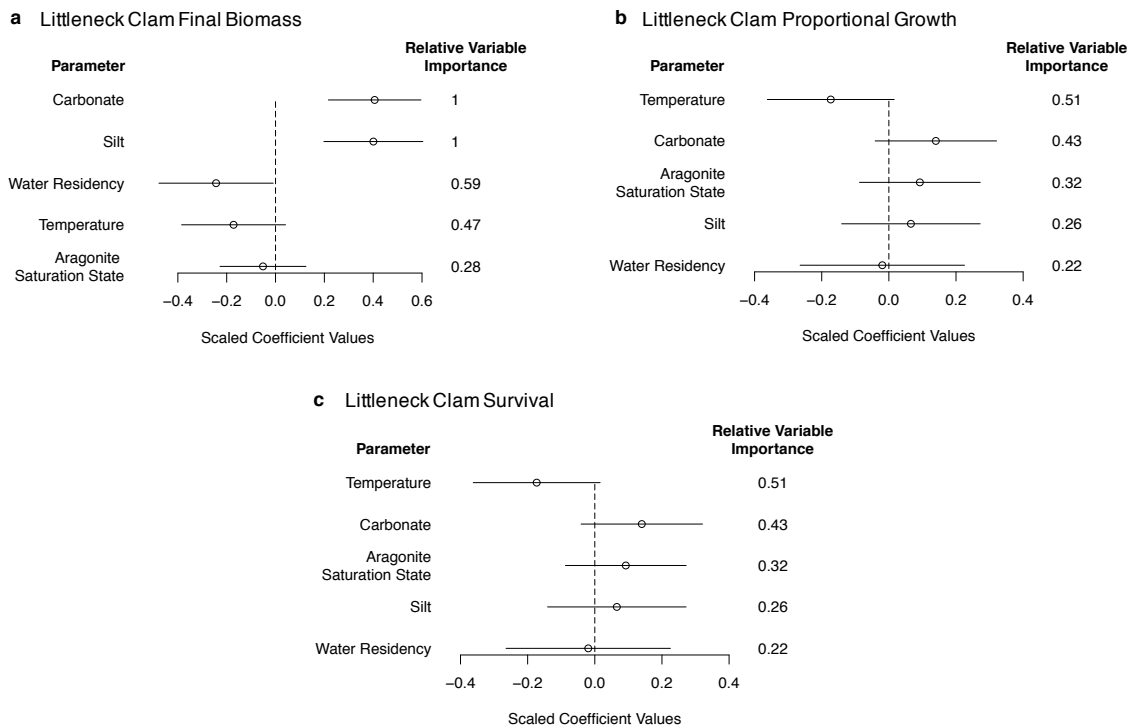 a Littleneck Clam Final Biomass
Parameter
Relative Variable
Importance
Carbonate 1
Silt 1
Water Residency 0.59
Temperature 0.47
Aragonite
Saturation State 0.28
−0.4 −0.2 0.0 0.2 0.4 0.6
Scaled Coefficient Values
b Littleneck Clam Proportional Growth
Parameter
Relative Variable
Importance
Temperature 0.51
Carbonate 0.43
Aragonite
Saturation State 0.32
Silt 0.26
Water Residency 0.22
−0.4 −0.2 0.0 0.2 0.4
Scaled Coefficient Values
c Littleneck Clam Survival
Parameter
Relative Variable
Importance
Temperature 0.51
Carbonate 0.43
Aragonite
Saturation State 0.32
Silt 0.26
Water Residency 0.22
−0.4 −0.2 0.0 0.2 0.4
Scaled Coefficient Values